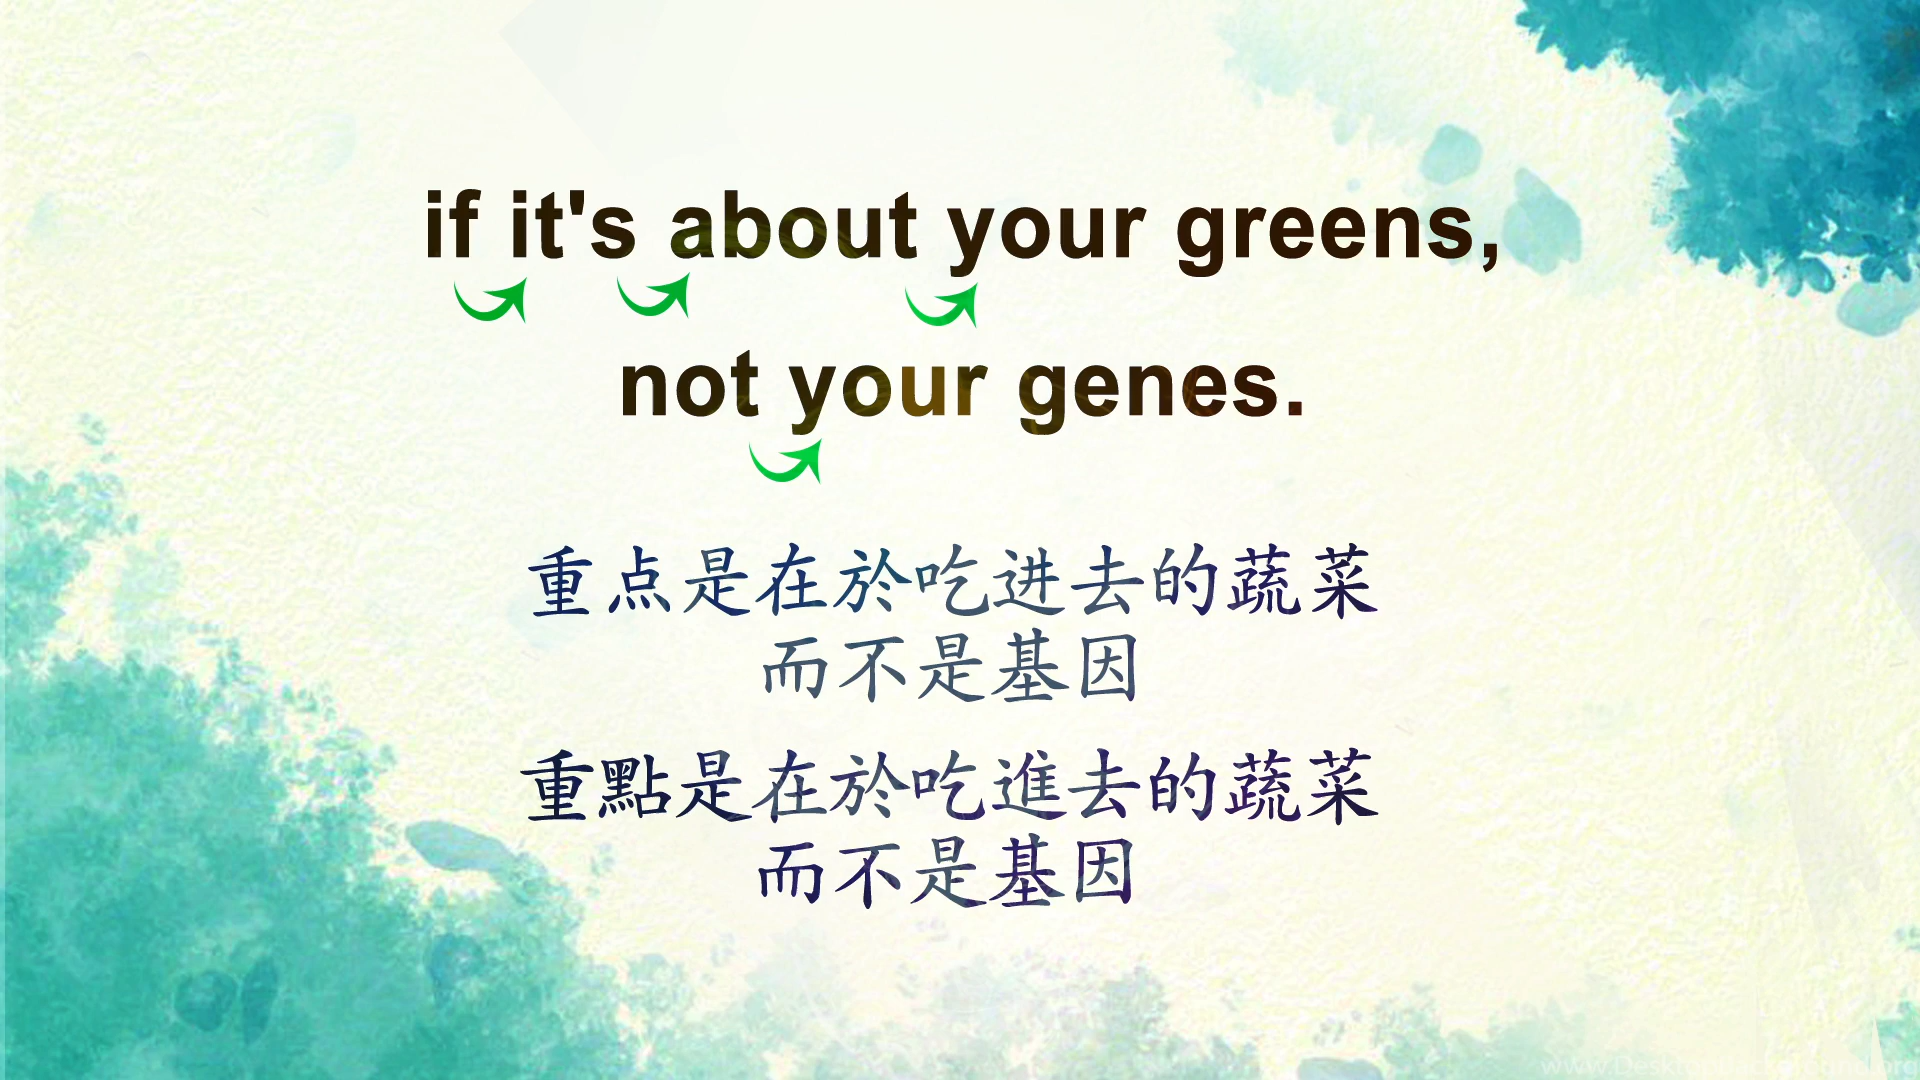 if it's about your greens,
not your genes.
重点是在於吃进去的蔬菜
而不是基因
重點是在於吃進去的蔬菜
而不是基因